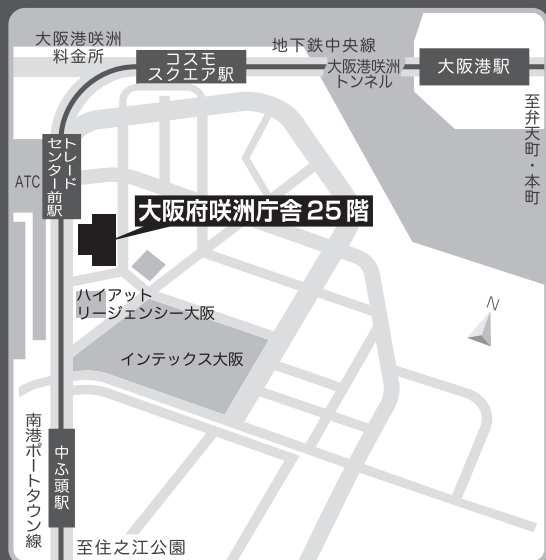 大阪港咲洲
料金所
コスモ
スクエア駅
地下鉄中央線
大阪港咲洲
トンネル
大阪港駅
至弁天町・本町
トレード
センター前駅
ATC
大阪府咲洲庁舎25階
ハイアット
リージェンシー大阪
インテックス大阪
N
南港ポートタウン線
中ふ頭駅
至住之江公園